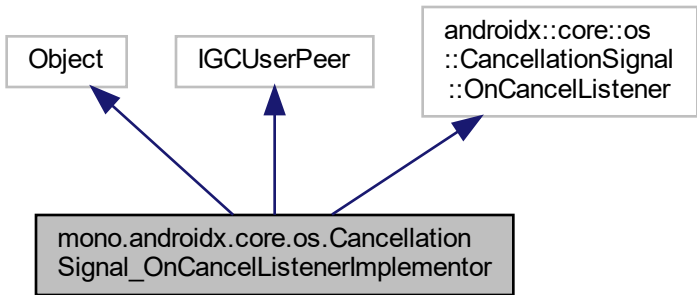 Object
IGCUserPeer
androidx::core::os
::CancellationSignal
::OnCancelListener
mono.androidx.core.os.Cancellation
Signal_OnCancelListenerImplementor